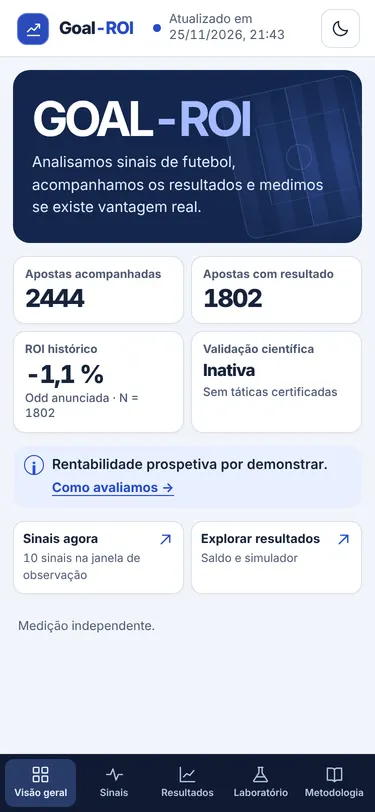 Goal-ROI
Atualizado em
25/11/2026, 21:43
GOAL-ROI
Analisamos sinais de futebol,
acompanhamos os resultados e medimos
se existe vantagem real.
Apostas acompanhadas
2444
Apostas com resultado
1802
ROI histórico
-1,1 %
Odd anunciada · N =
1802
Validação científica
Inativa
Sem táticas certificadas
Rentabilidade prospetiva por demonstrar.
Como avaliamos →
Sinais agora
10 sinais na janela de
observação
Explorar resultados
Saldo e simulador
Medição independente.
Visão geral
Sinais
Resultados
Laboratório
Metodologia